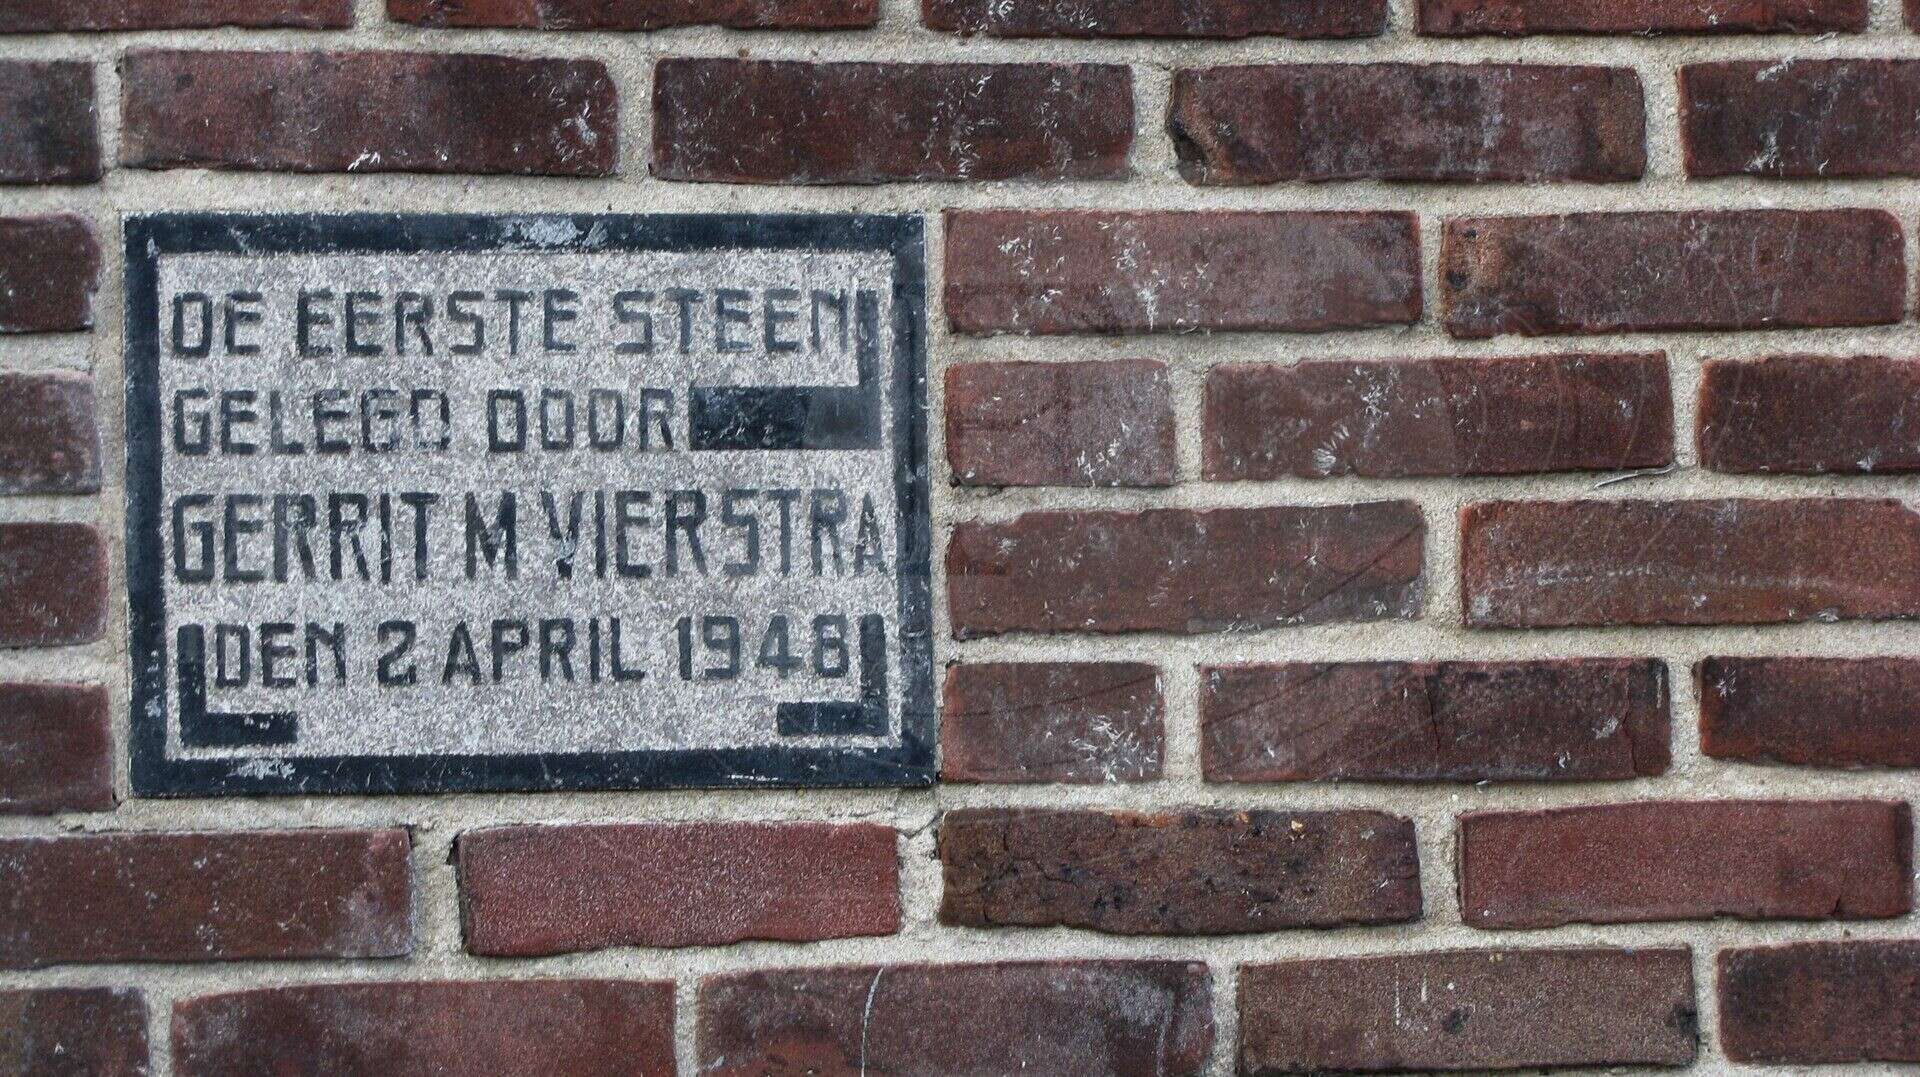 DE EERSTE STEEN
GELEGD DOOR
GERRIT M VIERSTRA
DEN 2 APRIL 1948